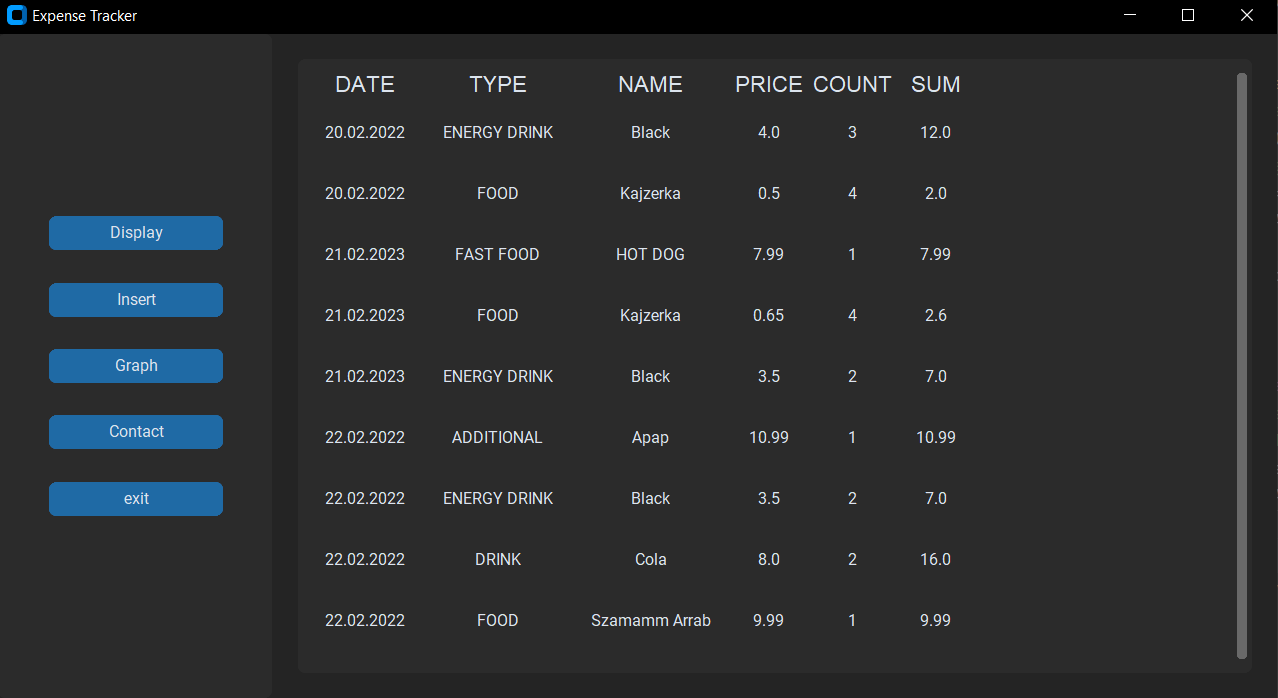 Expense Tracker
DATE TYPE NAME PRICE COUNT SUM
20.02.2022 ENERGY DRINK Black 4.0 3 12.0
20.02.2022 FOOD Kajzerka 0.5 4 2.0
Display
21.02.2023 FAST FOOD HOT DOG 7.99 1 7.99
Insert
21.02.2023 FOOD Kajzerka 0.65 4 2.6
Graph
21.02.2023 ENERGY DRINK Black 3.5 2 7.0
Contact
22.02.2022 ADDITIONAL Apap 10.99 1 10.99
exit
22.02.2022 ENERGY DRINK Black 3.5 2 7.0
22.02.2022 DRINK Cola 8.0 2 16.0
22.02.2022 FOOD Szamamm Arrab 9.99 1 9.99